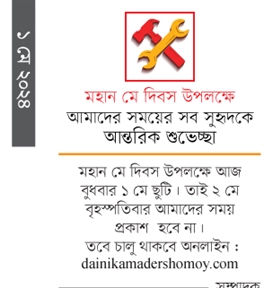 ১ মে ২০২৪
মহান মে দিবস উপলক্ষে
আমাদের সময়ের সব সুহৃদকে
আন্তরিক শুভেচ্ছা
মহান মে দিবস উপলক্ষে আজ
বুধবার ১ মে ছুটি। তাই ২ মে
বৃহস্পতিবার আমাদের সময়
প্রকাশ হবে না।
তবে চালু থাকবে অনলাইন :
dainikamadershomoy.com
সম্পাদক